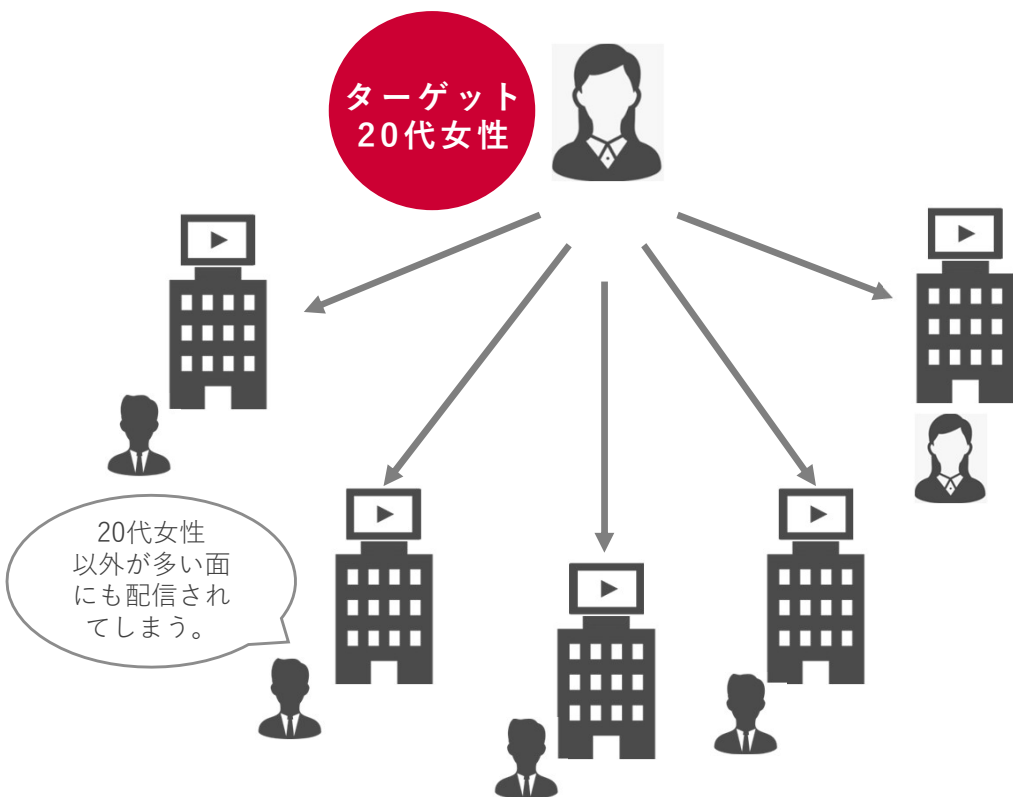 ターゲット
20代女性
20代女性
以外が多い面
にも配信され
てしまう。